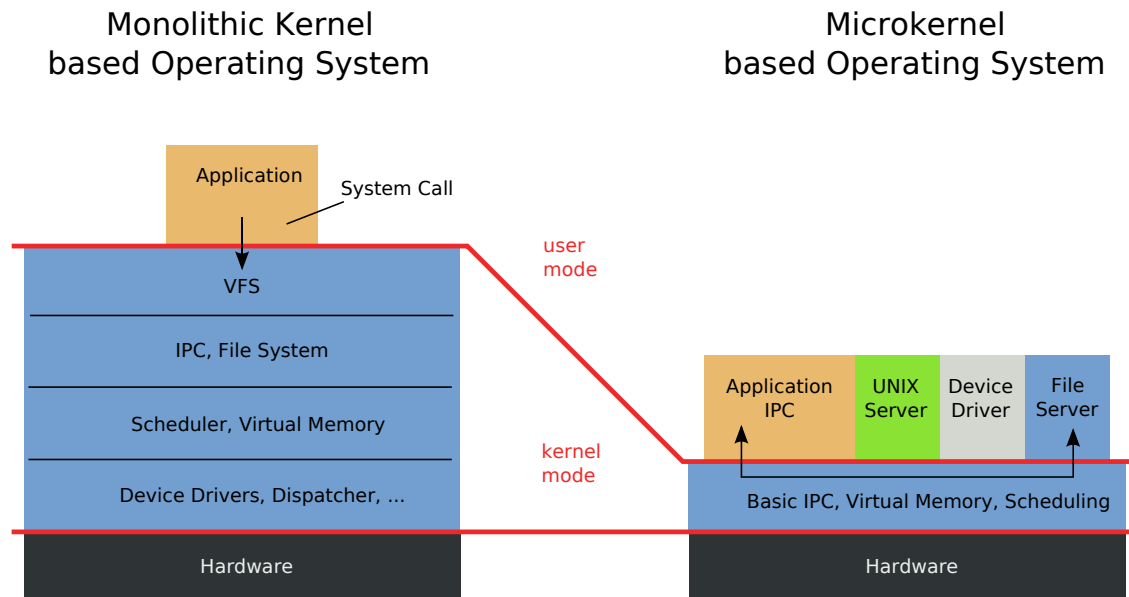 Monolithic Kernel
based Operating System
Microkernel
based Operating System
Application
System Call
user
mode
VFS
IPC, File System
Scheduler, Virtual Memory
Device Drivers, Dispatcher, ...
Hardware
kernel
mode
Application
IPC
UNIX
Server
Device
Driver
File
Server
Basic IPC, Virtual Memory, Scheduling
Hardware